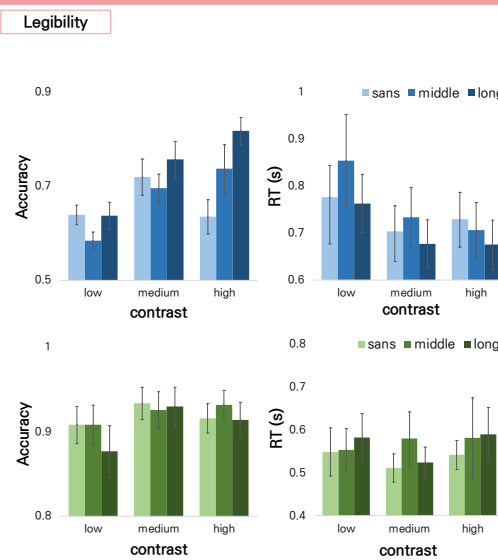 Legibility
0.9
0.7
0.5
Accuracy
low medium high
contrast
sans middle long
1
0.9
0.8
0.7
0.6
RT (s)
low medium high
contrast
1
0.9
0.8
Accuracy
low medium high
contrast
sans middle long
0.8
0.7
0.6
0.5
0.4
RT (s)
low medium high
contrast